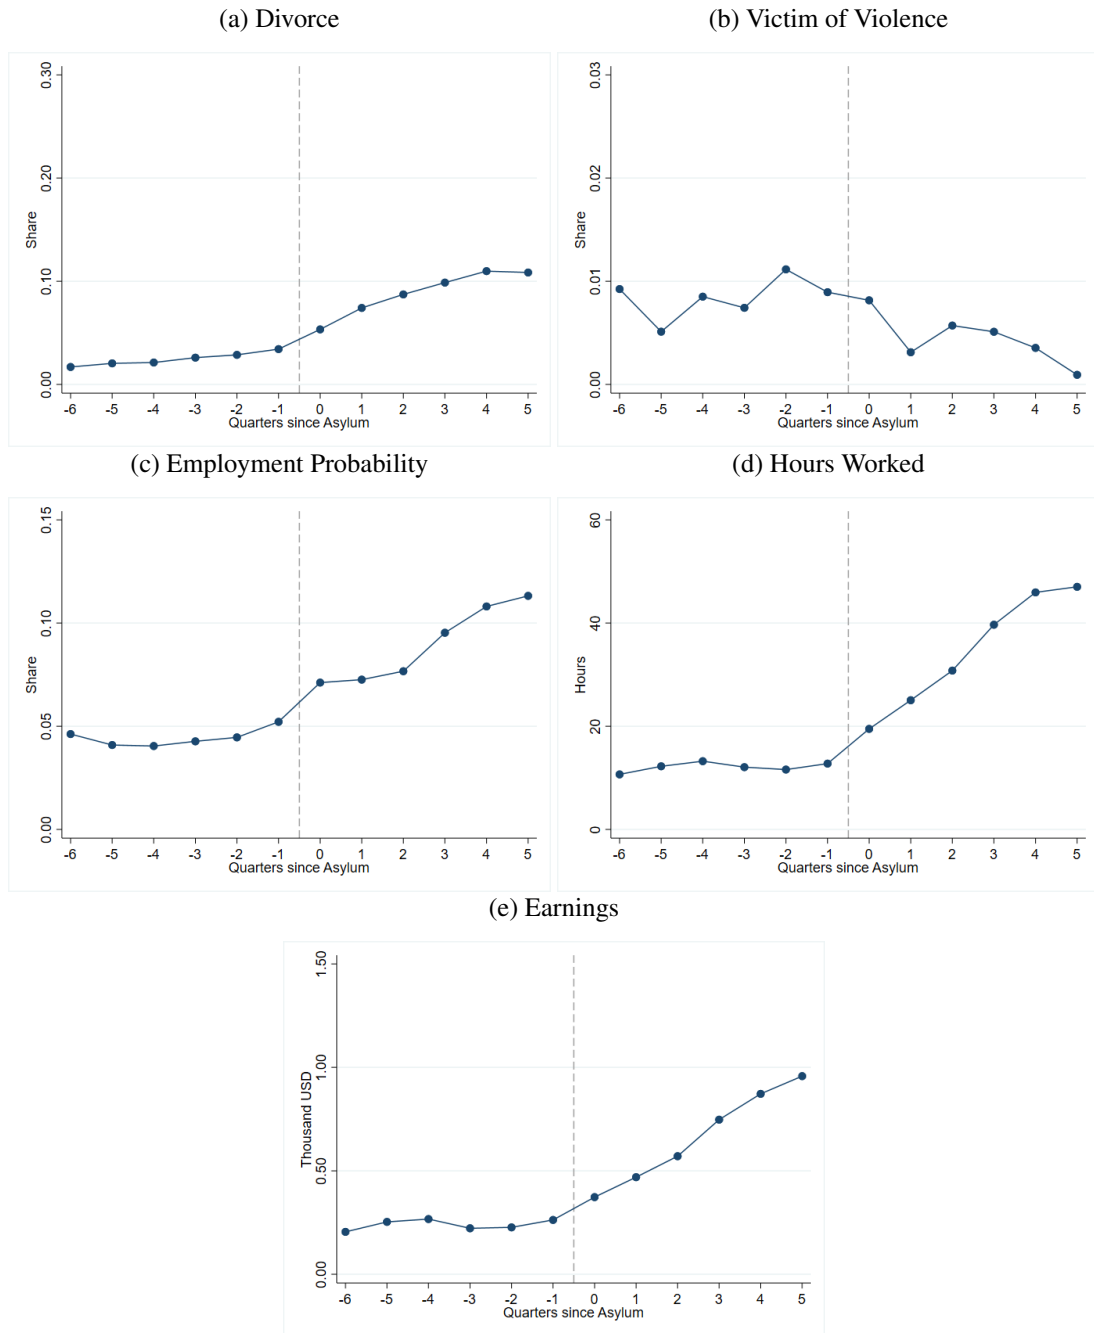 (a) Divorce
(b) Victim of Violence
0.30
0.20
0.10
0.00
Share
-6 -5 -4 -3 -2 -1 0 1 2 3 4 5
Quarters since Asylum
0.03
0.02
0.01
0.00
Share
-6 -5 -4 -3 -2 -1 0 1 2 3 4 5
Quarters since Asylum
(c) Employment Probability
(d) Hours Worked
0.15
0.10
0.05
0.00
Share
-6 -5 -4 -3 -2 -1 0 1 2 3 4 5
Quarters since Asylum
60
40
20
0
Hours
-6 -5 -4 -3 -2 -1 0 1 2 3 4 5
Quarters since Asylum
(e) Earnings
1.50
1.00
0.50
0.00
Thousand USD
-6 -5 -4 -3 -2 -1 0 1 2 3 4 5
Quarters since Asylum